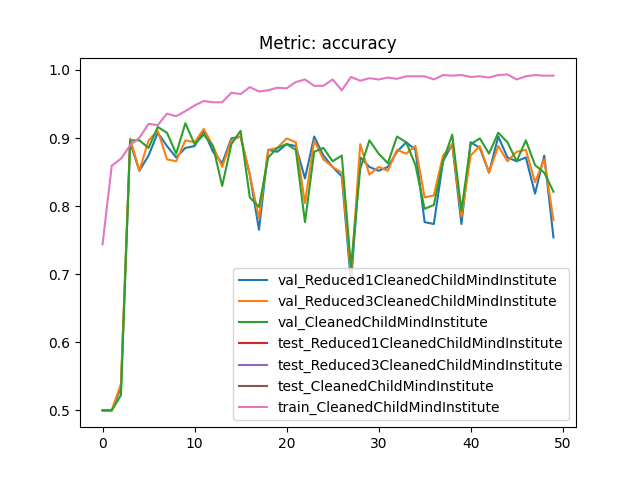 Metric: accuracy
1.0
0.9
0.8
0.7
0.6
0.5
0
10
20
30
40
50
val_Reduced1CleanedChildMindInstitute
val_Reduced3CleanedChildMindInstitute
val_CleanedChildMindInstitute
test_Reduced1CleanedChildMindInstitute
test_Reduced3CleanedChildMindInstitute
test_CleanedChildMindInstitute
train_CleanedChildMindInstitute